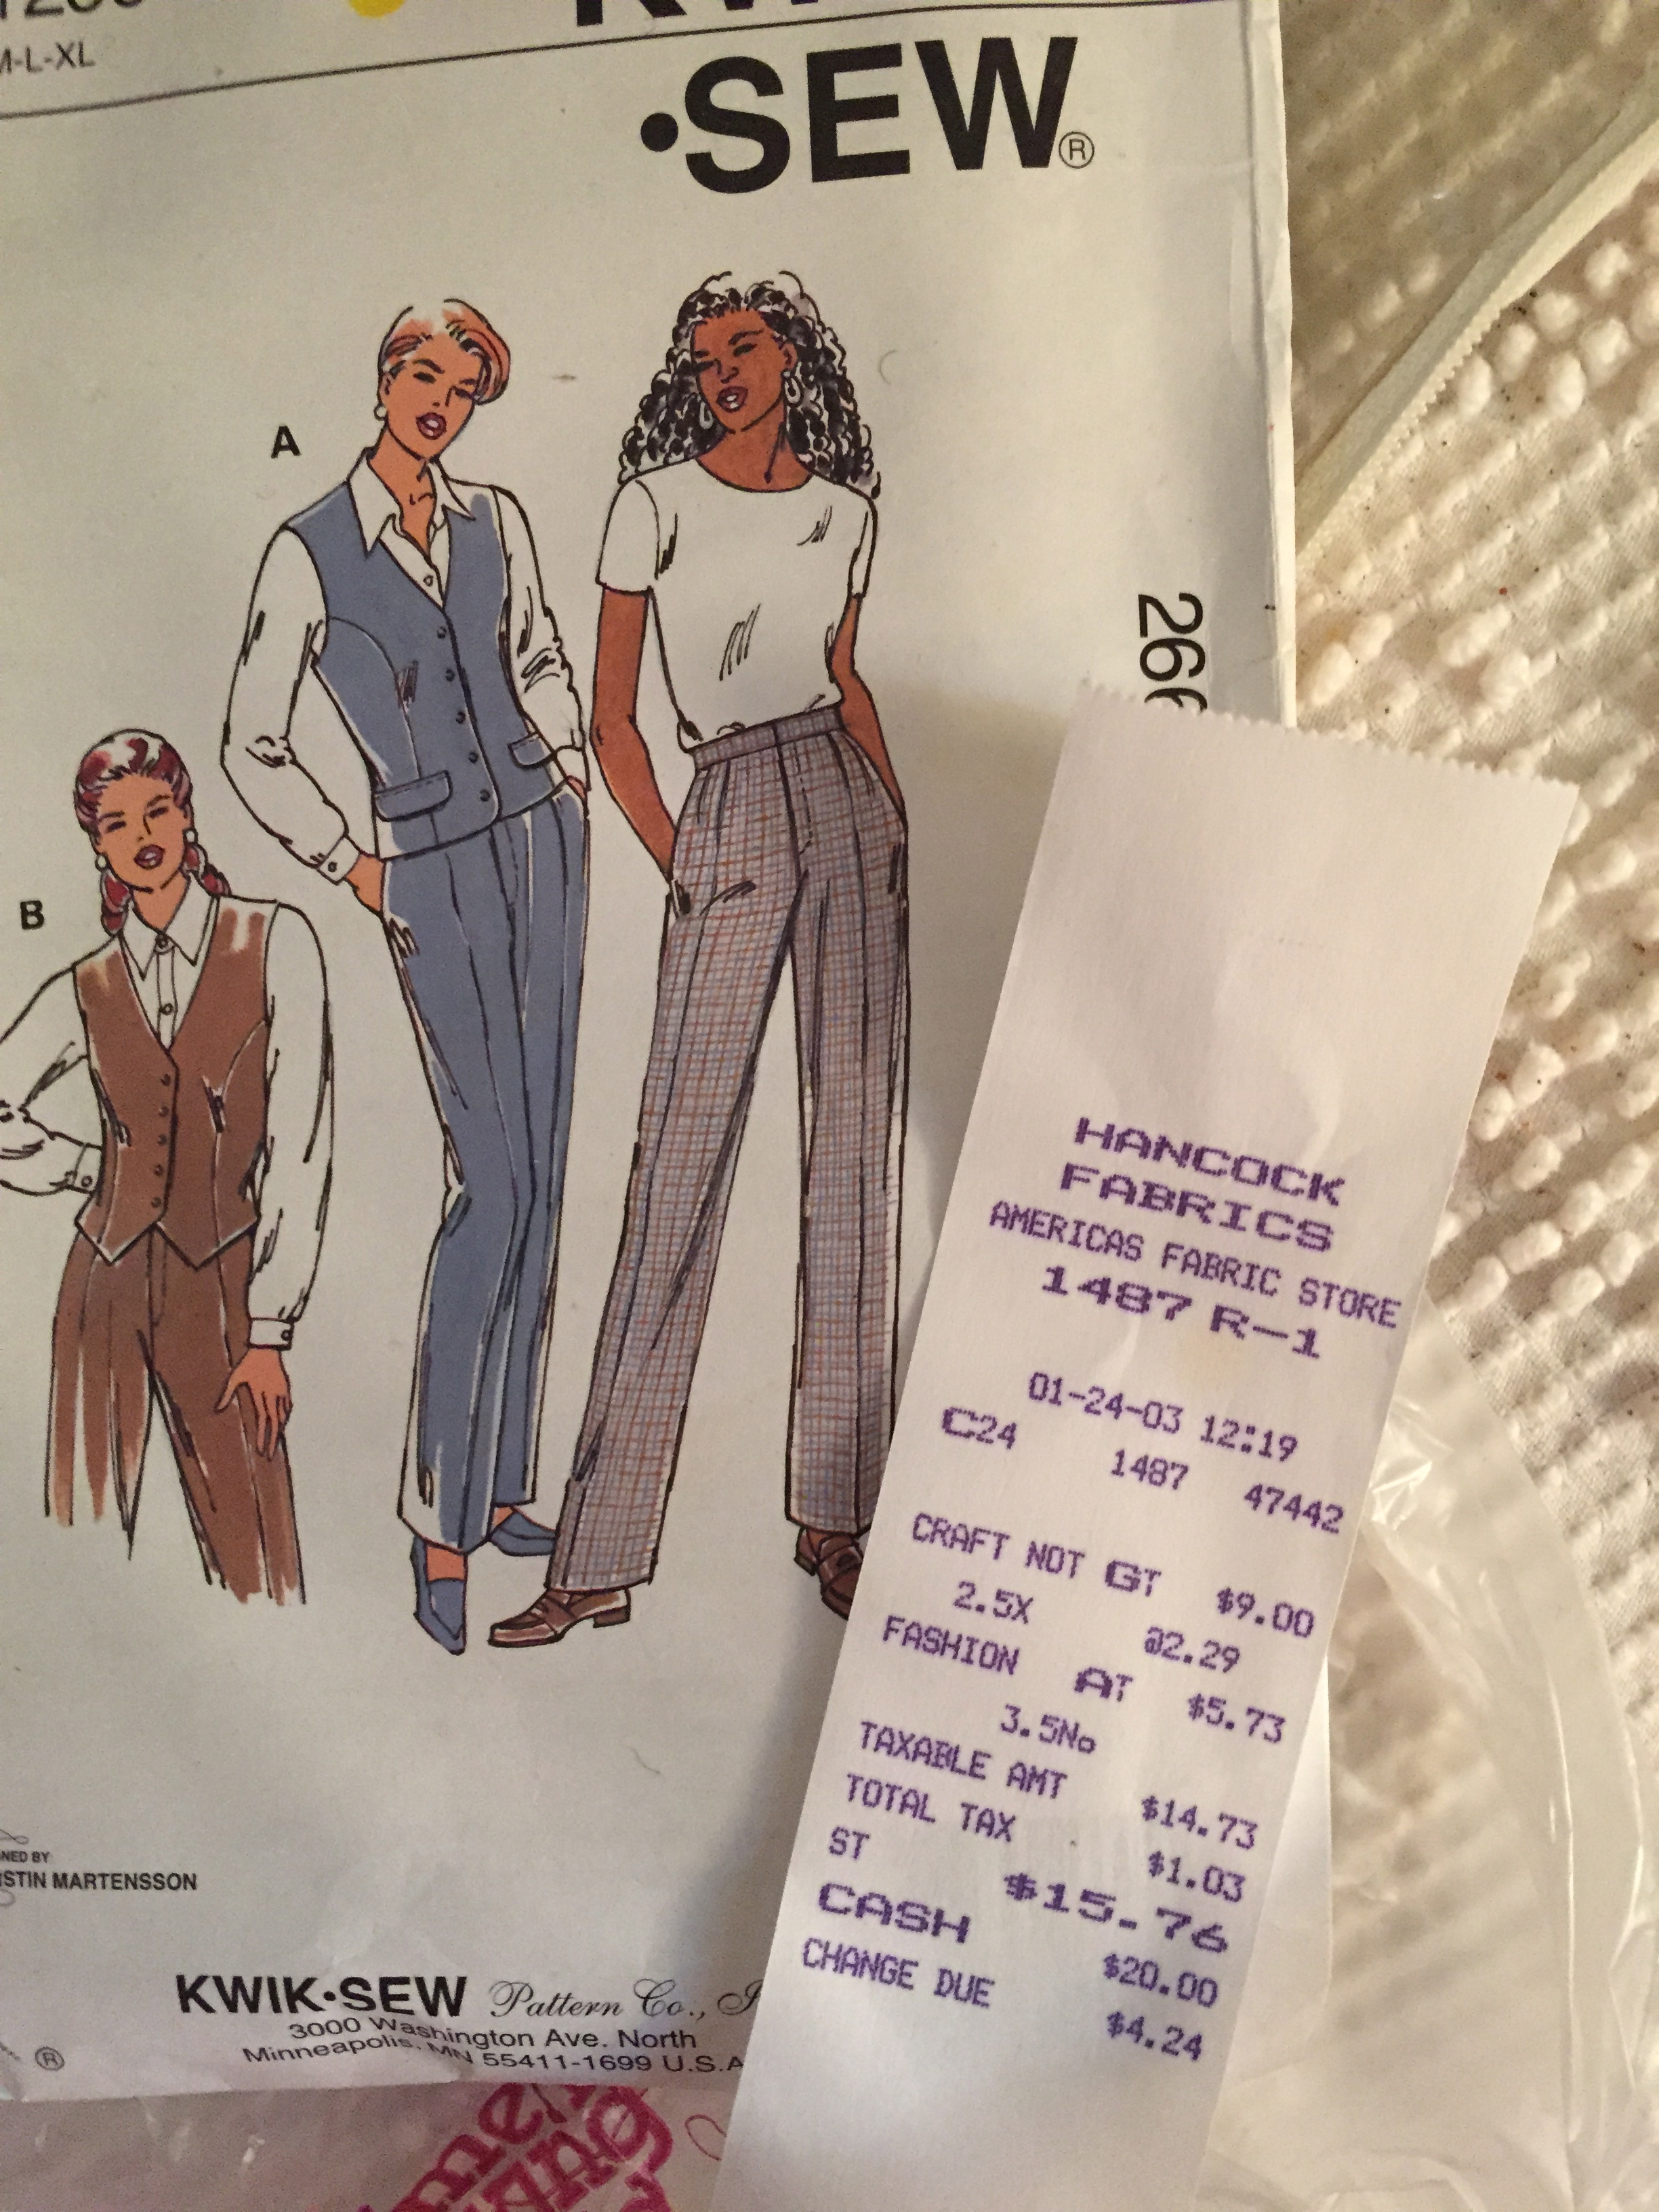 M-L-XL
•SEW®
A
B
KWIK•SEW Pattern Co.,
3000 Washington Ave. North
Minneapolis, MN 55411-1699 U.S.A
®
MARTENSSON
HANCOCK
FABRICS
AMERICAS FABRIC STORE
1487 R-1
01-24-03 12:19
C24 1487 47442
CRAFT NOT GT $9.00
2.5X @2.29
FASHION AT $5.73
3.5No
TAXABLE AMT $14.73
TOTAL TAX $1.03
ST $15.76
CASH $20.00
CHANGE DUE $4.24